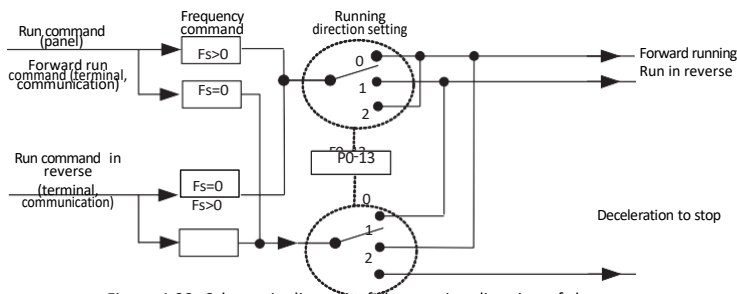 Run command
(panel)
Forward run
command (terminal,
communication)
Frequency
command
Fs>0
Fs=0
Running
direction setting
0
1
2
Forward running
Run in reverse
P0-13
Run command in
reverse
(terminal,
communication)
Fs=0
Fs>0
0
1
2
Deceleration to stop